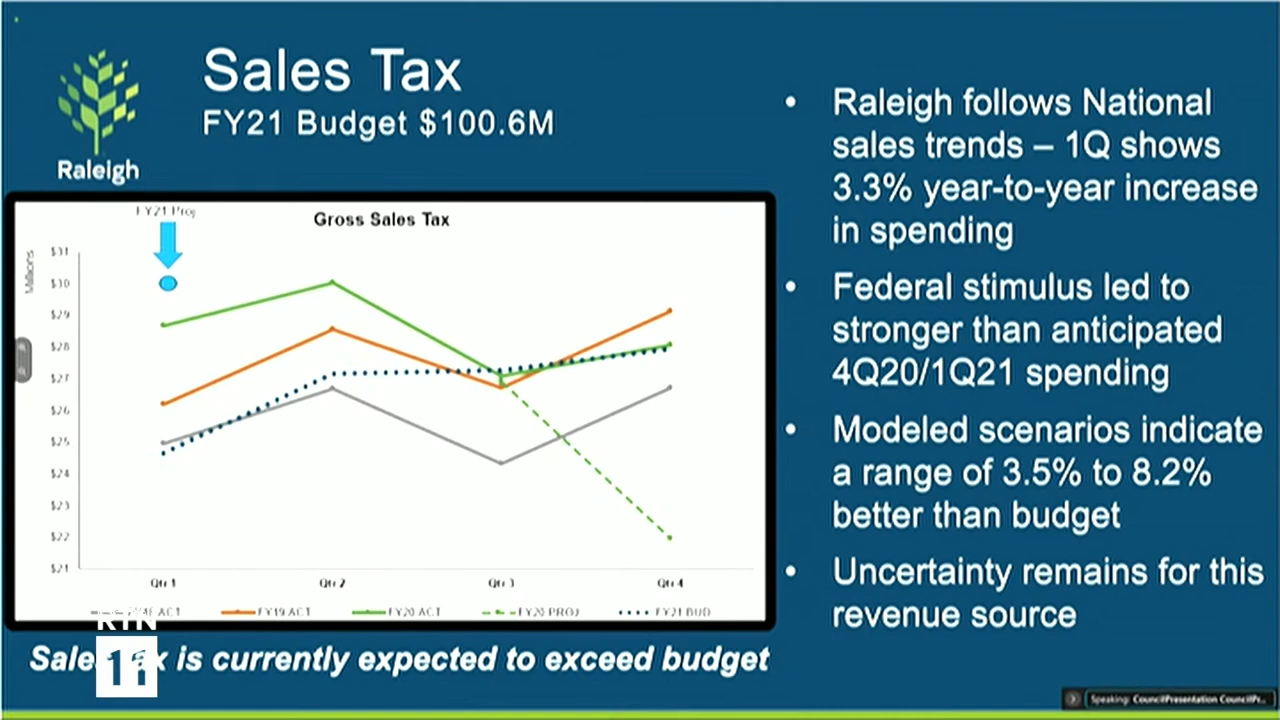 Raleigh
Sales Tax
FY21 Budget $100.6M
FY21 Proj
Gross Sales Tax
Millions
$31
$30
$29
$28
$27
$26
$25
$24
$23
$22
$21
Qtr 1
Qtr 2
Qtr 3
Qtr 4
ACT
FY19 ACT
FY20 ACT
FY20 PROJ
FY21 BUD
• Raleigh follows National
sales trends – 1Q shows
3.3% year-to-year increase
in spending
• Federal stimulus led to
stronger than anticipated
4Q20/1Q21 spending
• Modeled scenarios indicate
a range of 3.5% to 8.2%
better than budget
• Uncertainty remains for this
revenue source
is currently expected to exceed budget
RTN
11
Speaking: CouncilPresentation CouncilPr...